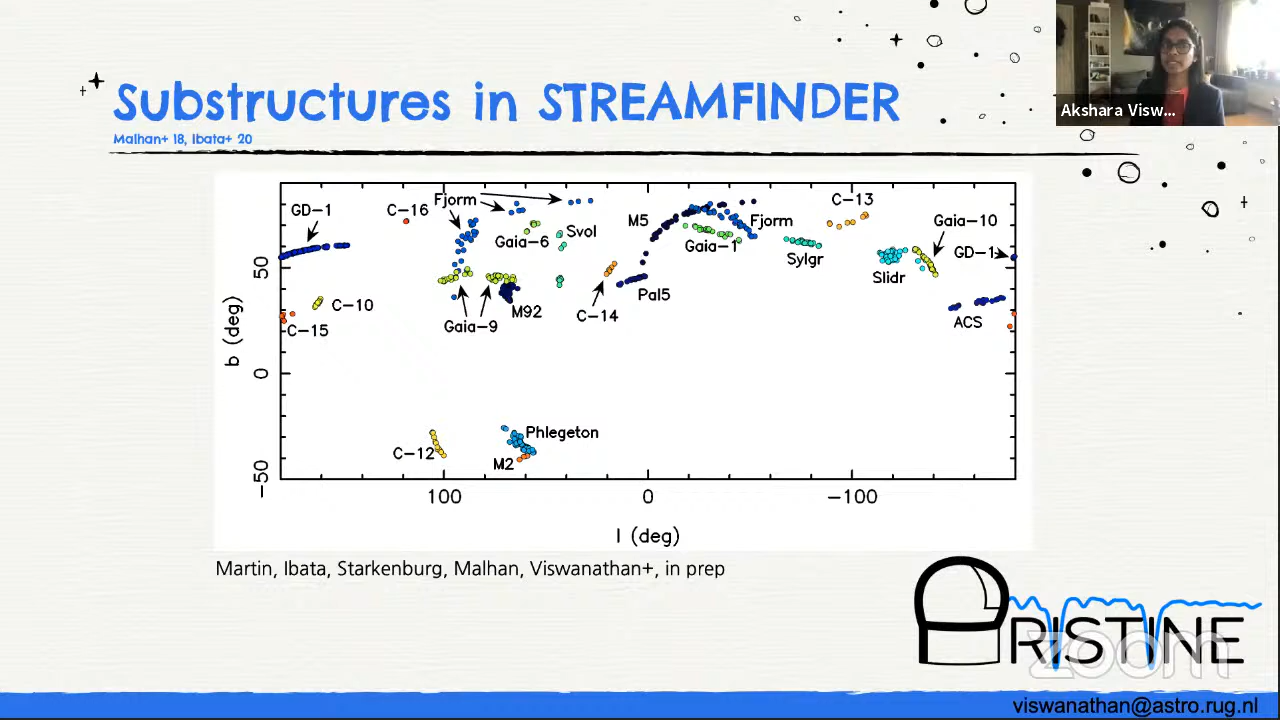 Substructures in STREAMFINDER
Malhan+ 18, Ibata+ 20
Akshara Visw...
GD-1
C-16
Fjorm
Gaia-6
Svol
M5
Gaia-1
Fjorm
C-13
Gaia-10
GD-1
Sylgr
Slidr
Pal5
C-14
M92
Gaia-9
C-10
C-15
ACS
C-12
Phlegeton
M2
b (deg)
50
0
-50
100
0
-100
l (deg)
Martin, Ibata, Starkenburg, Malhan, Viswanathan+, in prep
PRISTINE
zoom
viswanathan@astro.rug.nl